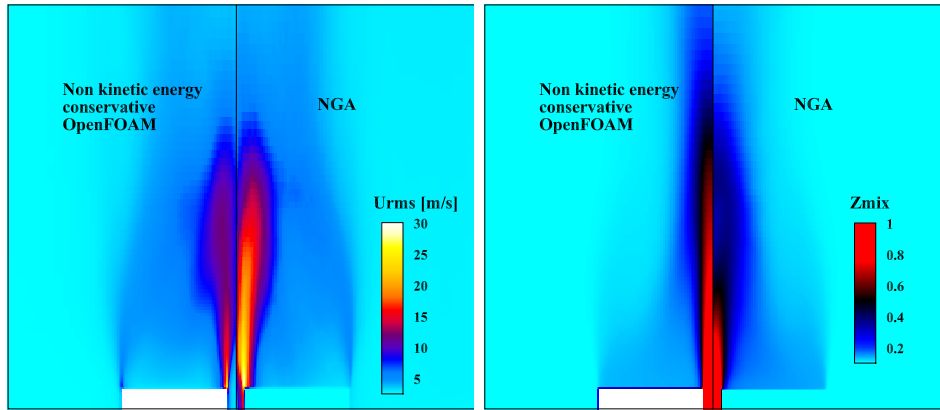 Non kinetic energy
conservative
OpenFOAM
NGA
Urms [m/s]
30
25
20
15
10
5
Non kinetic energy
conservative
OpenFOAM
NGA
Zmix
1
0.8
0.6
0.4
0.2